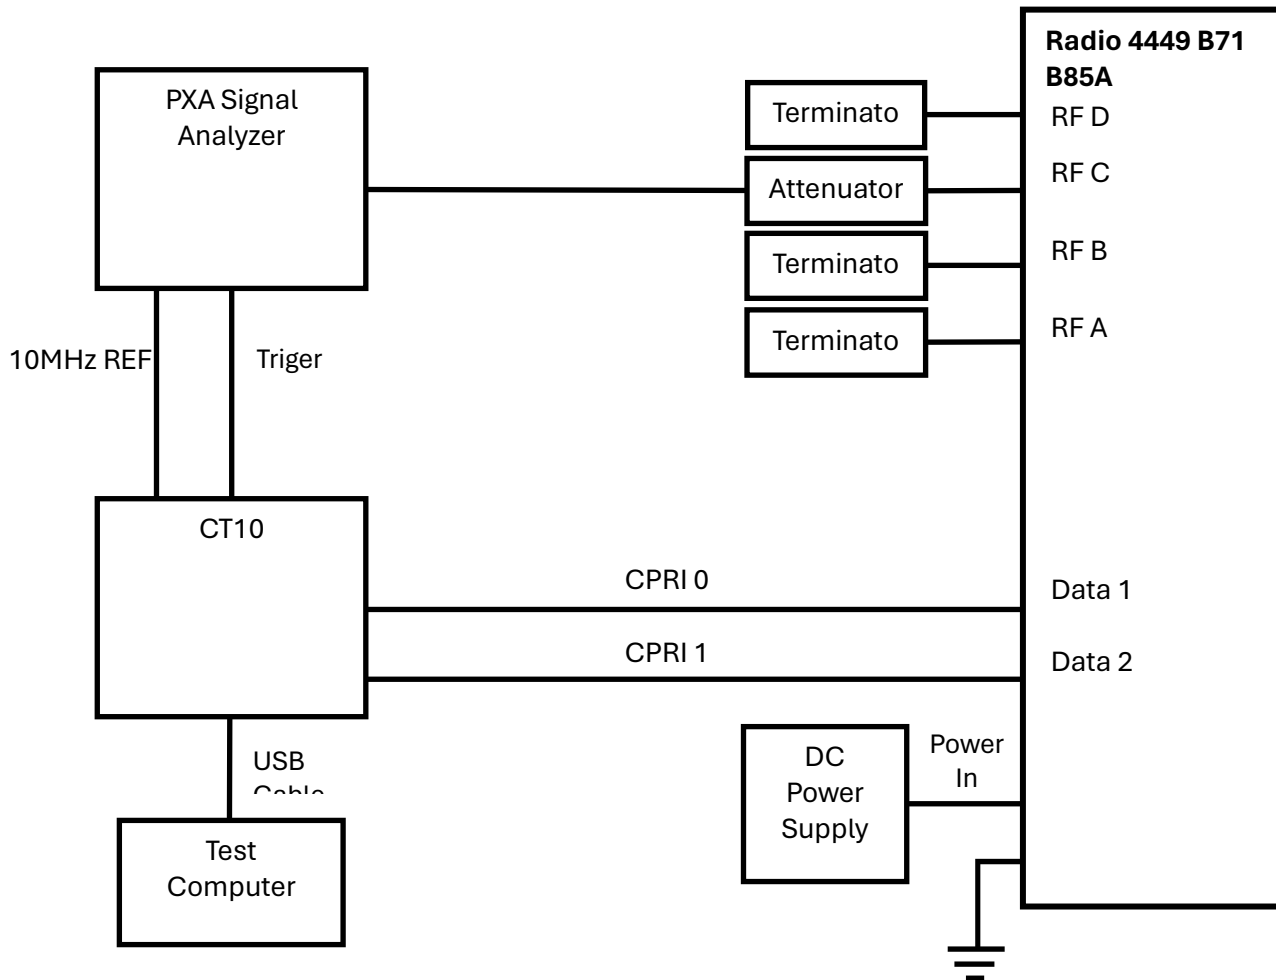 Radio 4449 B71
B85A
PXA Signal
Analyzer
Terminato
RF D
Attenuator
RF C
Terminato
RF B
Terminato
RF A
10MHz REF
Triger
CT10
CPRI 0
Data 1
CPRI 1
Data 2
USB
Cable
DC
Power
Supply
Power
In
Test
Computer